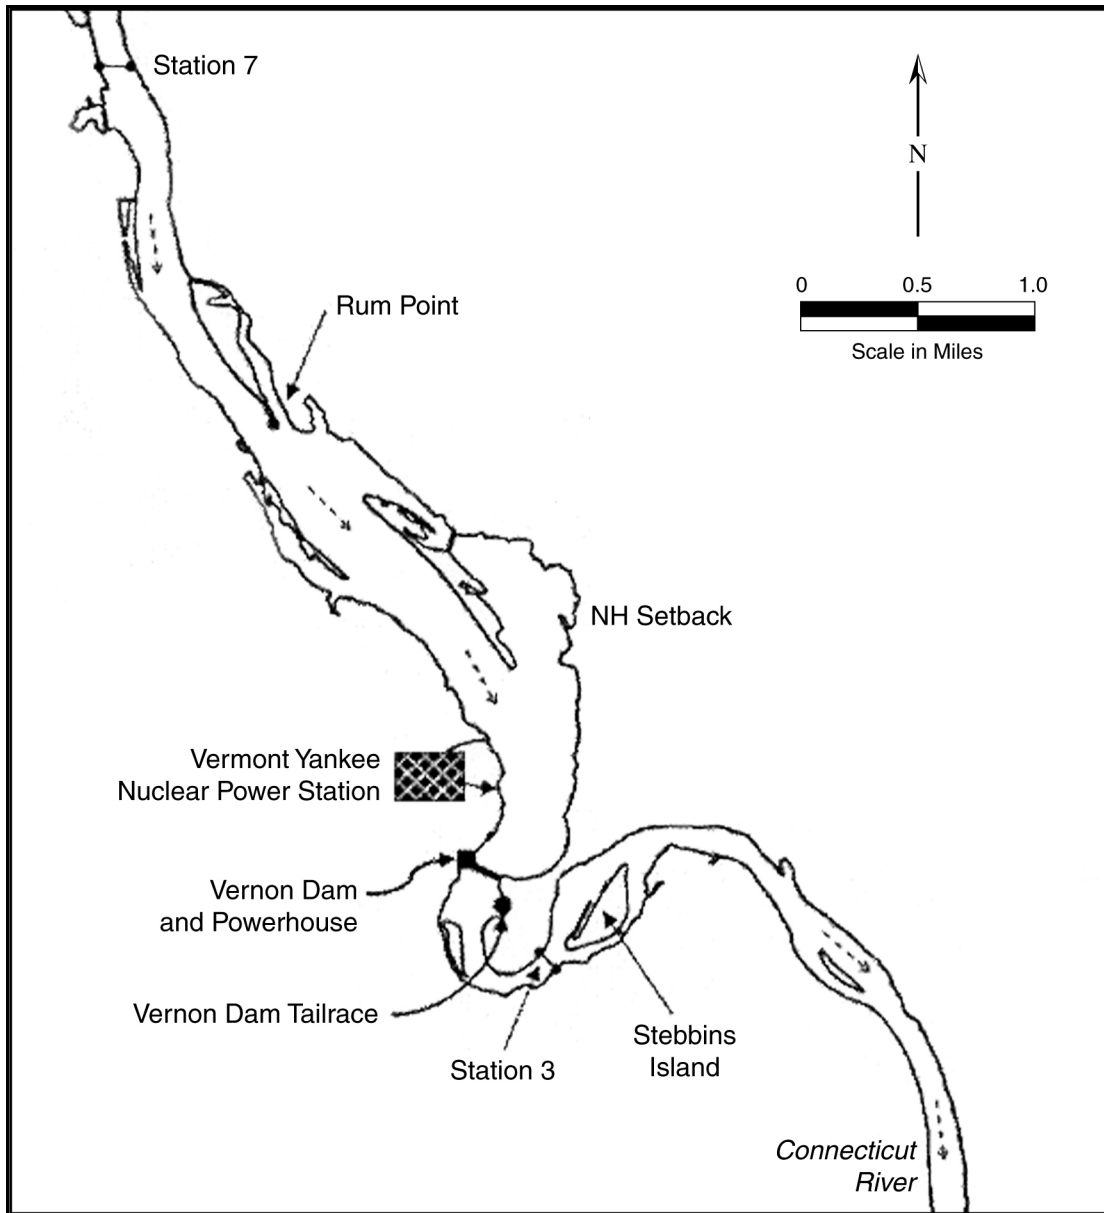 Station 7
N
0 0.5 1.0
Scale in Miles
Rum Point
NH Setback
Vermont Yankee
Nuclear Power Station
Vernon Dam
and Powerhouse
Vernon Dam Tailrace
Station 3
Stebbins
Island
Connecticut
River